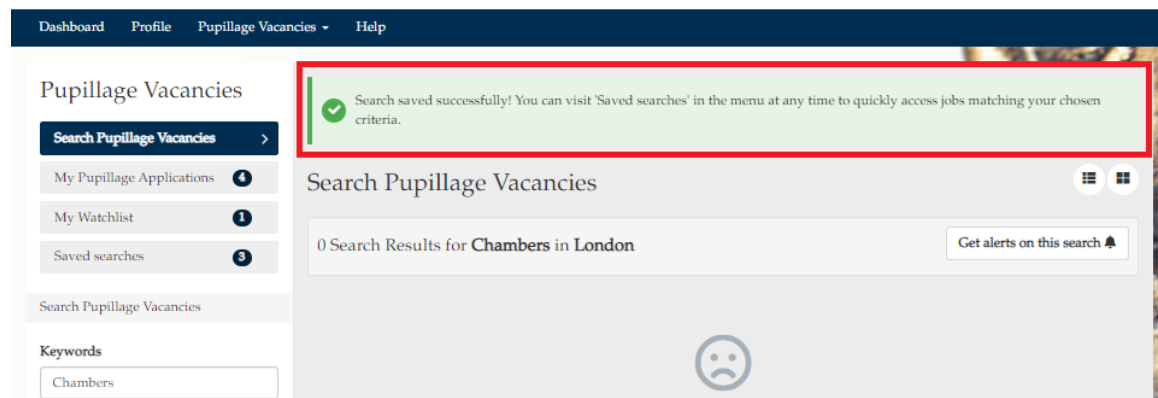 Dashboard Profile Pupillage Vacancies Help
Pupillage Vacancies
Search Pupillage Vacancies
My Pupillage Applications 4
My Watchlist 1
Saved searches 3
Search Pupillage Vacancies
Keywords
Chambers
Search saved successfully! You can visit 'Saved searches' in the menu at any time to quickly access jobs matching your chosen
criteria.
Search Pupillage Vacancies
0 Search Results for Chambers in London
Get alerts on this search